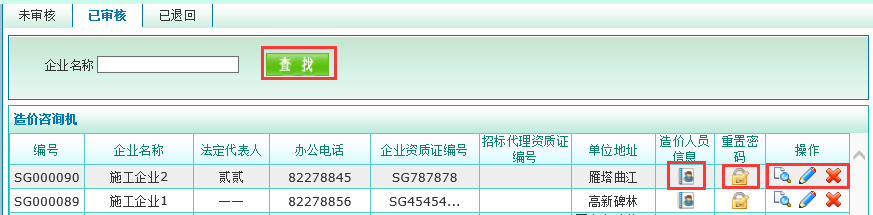 未审核 已审核 已退回
企业名称 查 找
造价咨询机
编号 企业名称 法定代表人 办公电话 企业资质证编号 招标代理资质证编号 单位地址 造价人员信息 重置密码 操作
SG000090 施工企业2 贰贰 82278845 SG787878 雁塔曲江
SG000089 施工企业1 一一 82278856 SG45454... 高新碑林